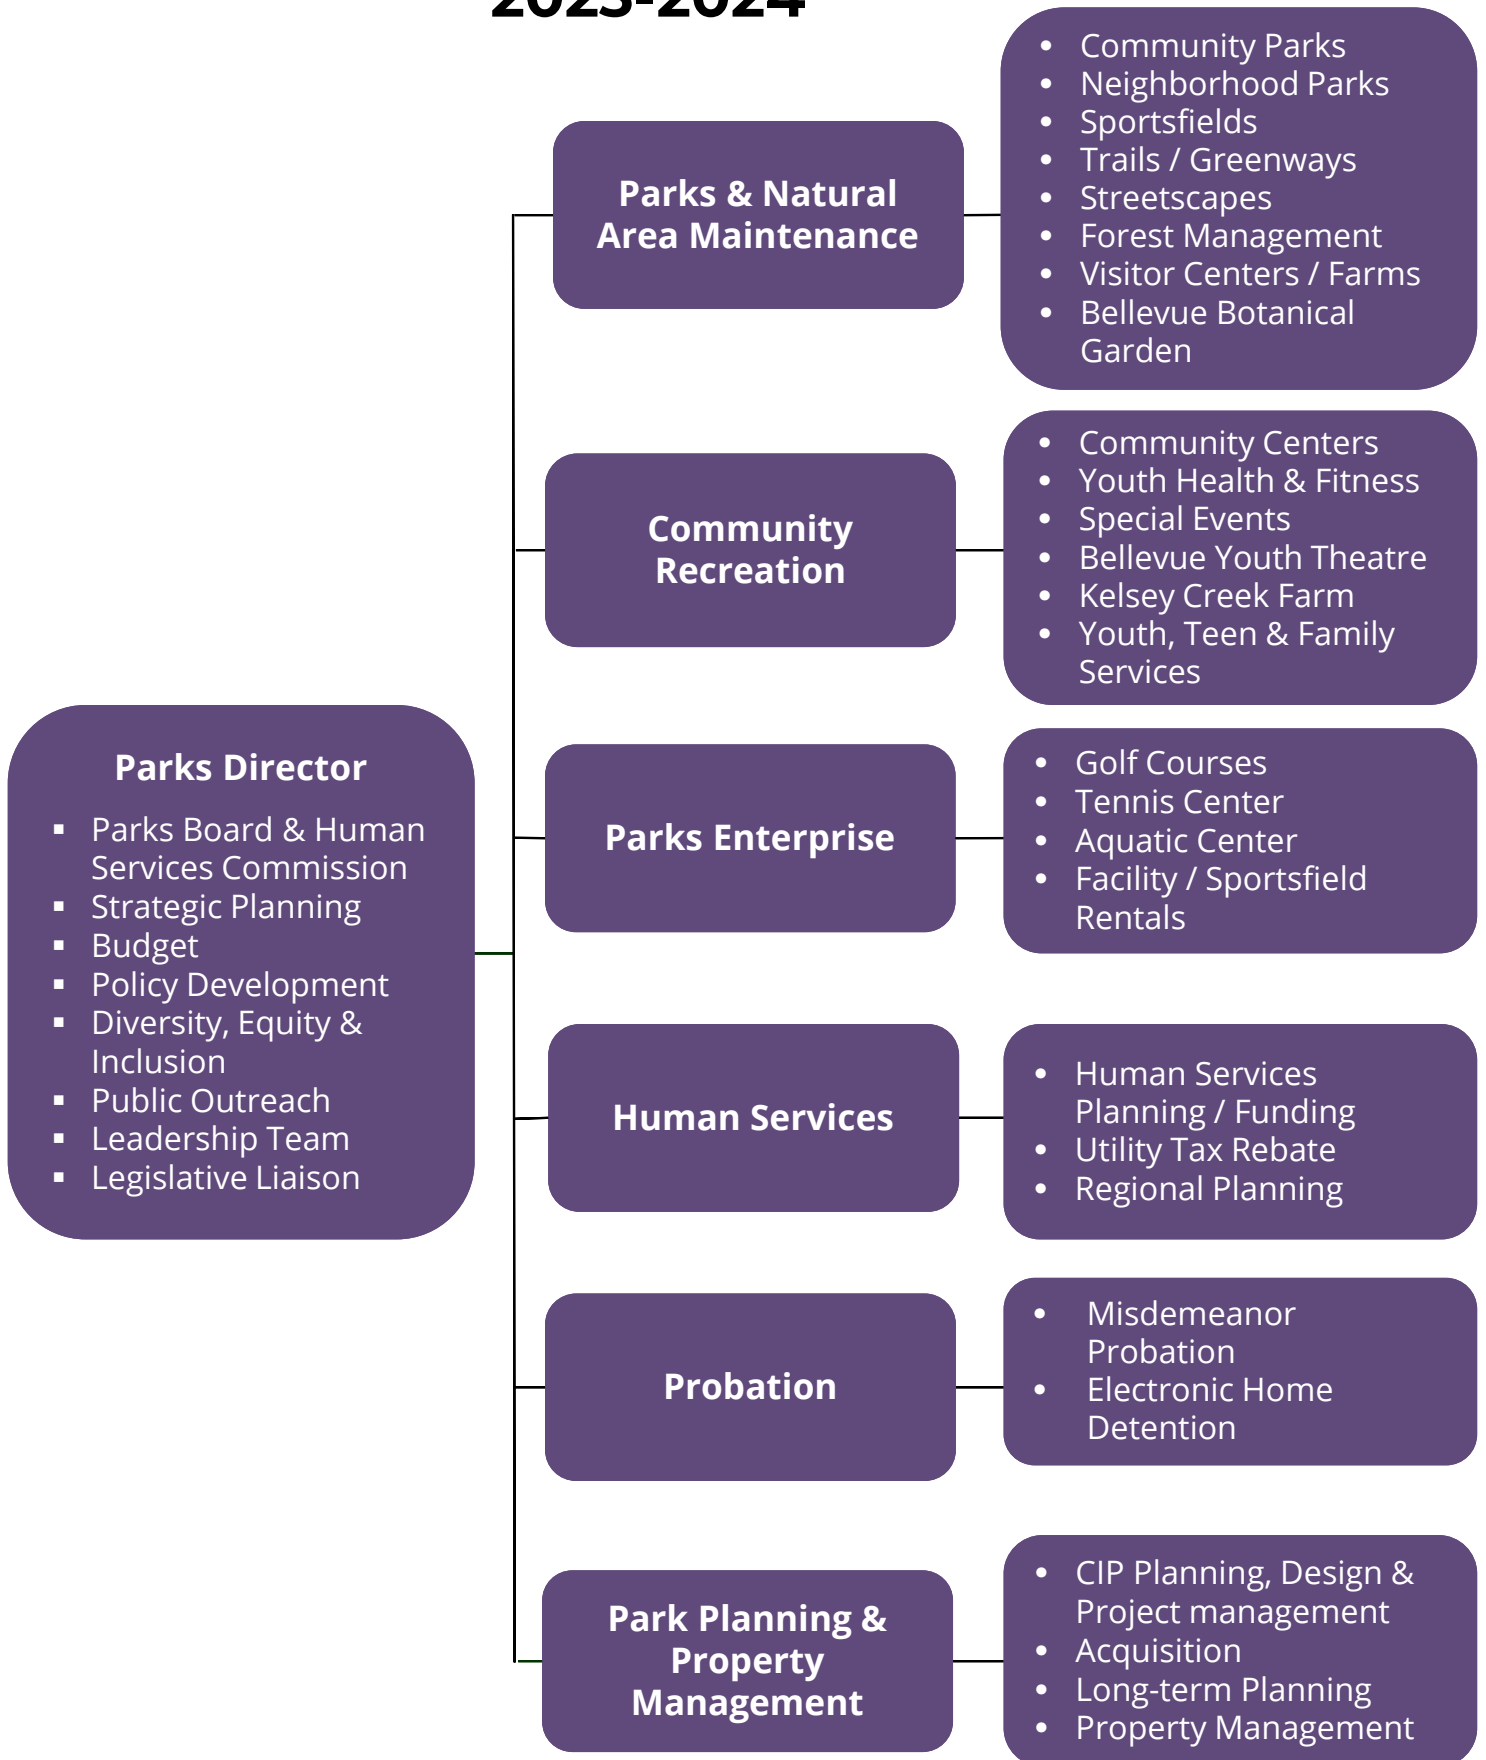 2023-2024
Parks Director
▪ Parks Board & Human
Services Commission
▪ Strategic Planning
▪ Budget
▪ Policy Development
▪ Diversity, Equity &
Inclusion
▪ Public Outreach
▪ Leadership Team
▪ Legislative Liaison
Parks & Natural
Area Maintenance
• Community Parks
• Neighborhood Parks
• Sportsfields
• Trails / Greenways
• Streetscapes
• Forest Management
• Visitor Centers / Farms
• Bellevue Botanical
Garden
Community
Recreation
• Community Centers
• Youth Health & Fitness
• Special Events
• Bellevue Youth Theatre
• Kelsey Creek Farm
• Youth, Teen & Family
Services
Parks Enterprise
• Golf Courses
• Tennis Center
• Aquatic Center
• Facility / Sportsfield
Rentals
Human Services
• Human Services
Planning / Funding
• Utility Tax Rebate
• Regional Planning
Probation
• Misdemeanor
Probation
• Electronic Home
Detention
Park Planning &
Property
Management
• CIP Planning, Design &
Project management
• Acquisition
• Long-term Planning
• Property Management